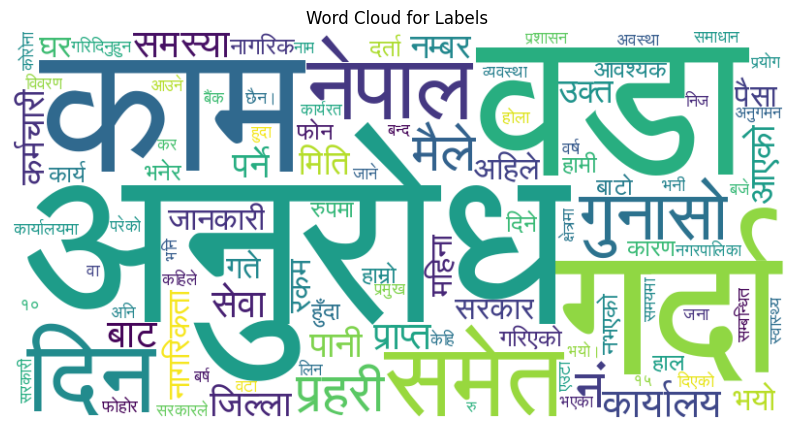 Word Cloud for Labels
कोरोना
घर
गरिदिनुहुन
समस्या
नागरिक
नाम
दर्ता
नम्बर
प्रशासन
अवस्था
समाधान
विवरण
आउने
काम
बैंक
छैन।
नेपाल
व्यवस्था
वडा
आवश्यक
प्रयोग
कर्मचारी
कार्यरत
उक्त
निज
पैसा
अनुगमन
कर
हुदा
फोन
बन्द
होला
कार्य
भनेर
पर्ने
मिति
जाने
मैले
अहिले
वर्ष
हामी
बाटो
भनी
बजे
आएको
कार्यालयमा
परेको
अनुरोध
जानकारी
रुपमा
दिने
गुनासो
क्षेत्रमा
कारण
नगरपालिका
वा
भमि
कहिले
गते
रकम
हाम्रो
प्रमुख
महिना
सरकार
गर्दा
१०
अनि
नागरिकता
सेवा
हुँदा
नभएको
समयमा
जना
सम्बन्धित
स्वास्थ्य
बाट
पानी
प्राप्त
केहि
गरिएको
भयो।
हाल
सरकारी
दिन
बर्ष
वटा
लिन
समेत
एउटा
नं
१५
दिएको
फोहोर
सरकारले
जिल्ला
प्रहरी
रु
भएका
कार्यालय
भयो